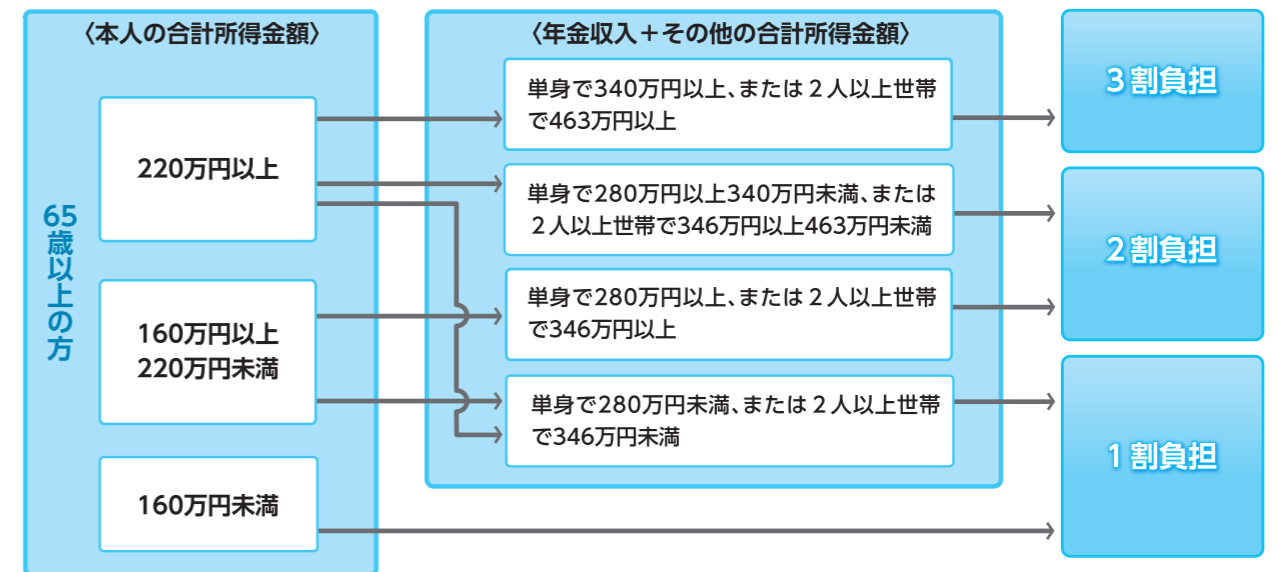 〈本人の合計所得金額〉
〈年金収入＋その他の合計所得金額〉
65歳以上の方
220万円以上
160万円以上
220万円未満
160万円未満
単身で340万円以上、または２人以上世帯
で463万円以上
単身で280万円以上340万円未満、または
２人以上世帯で346万円以上463万円未満
単身で280万円以上、または２人以上世帯
で346万円以上
単身で280万円未満、または２人以上世帯
で346万円未満
３割負担
２割負担
１割負担